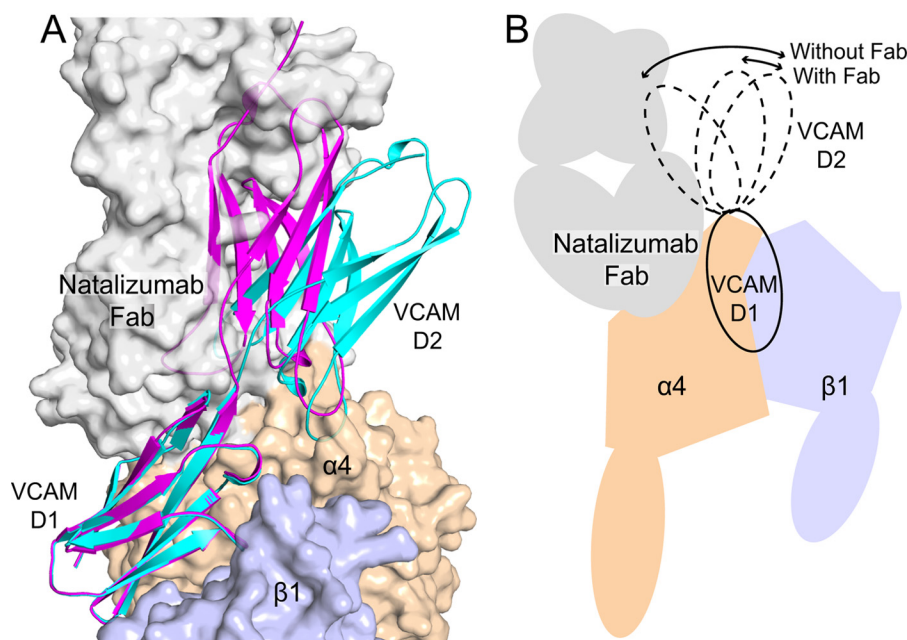 A
Natalizumab
Fab
VCAM
D2
VCAM
D1
α4
β1
B
Without Fab
With Fab
VCAM
D2
Natalizumab
Fab
VCAM
D1
α4
β1